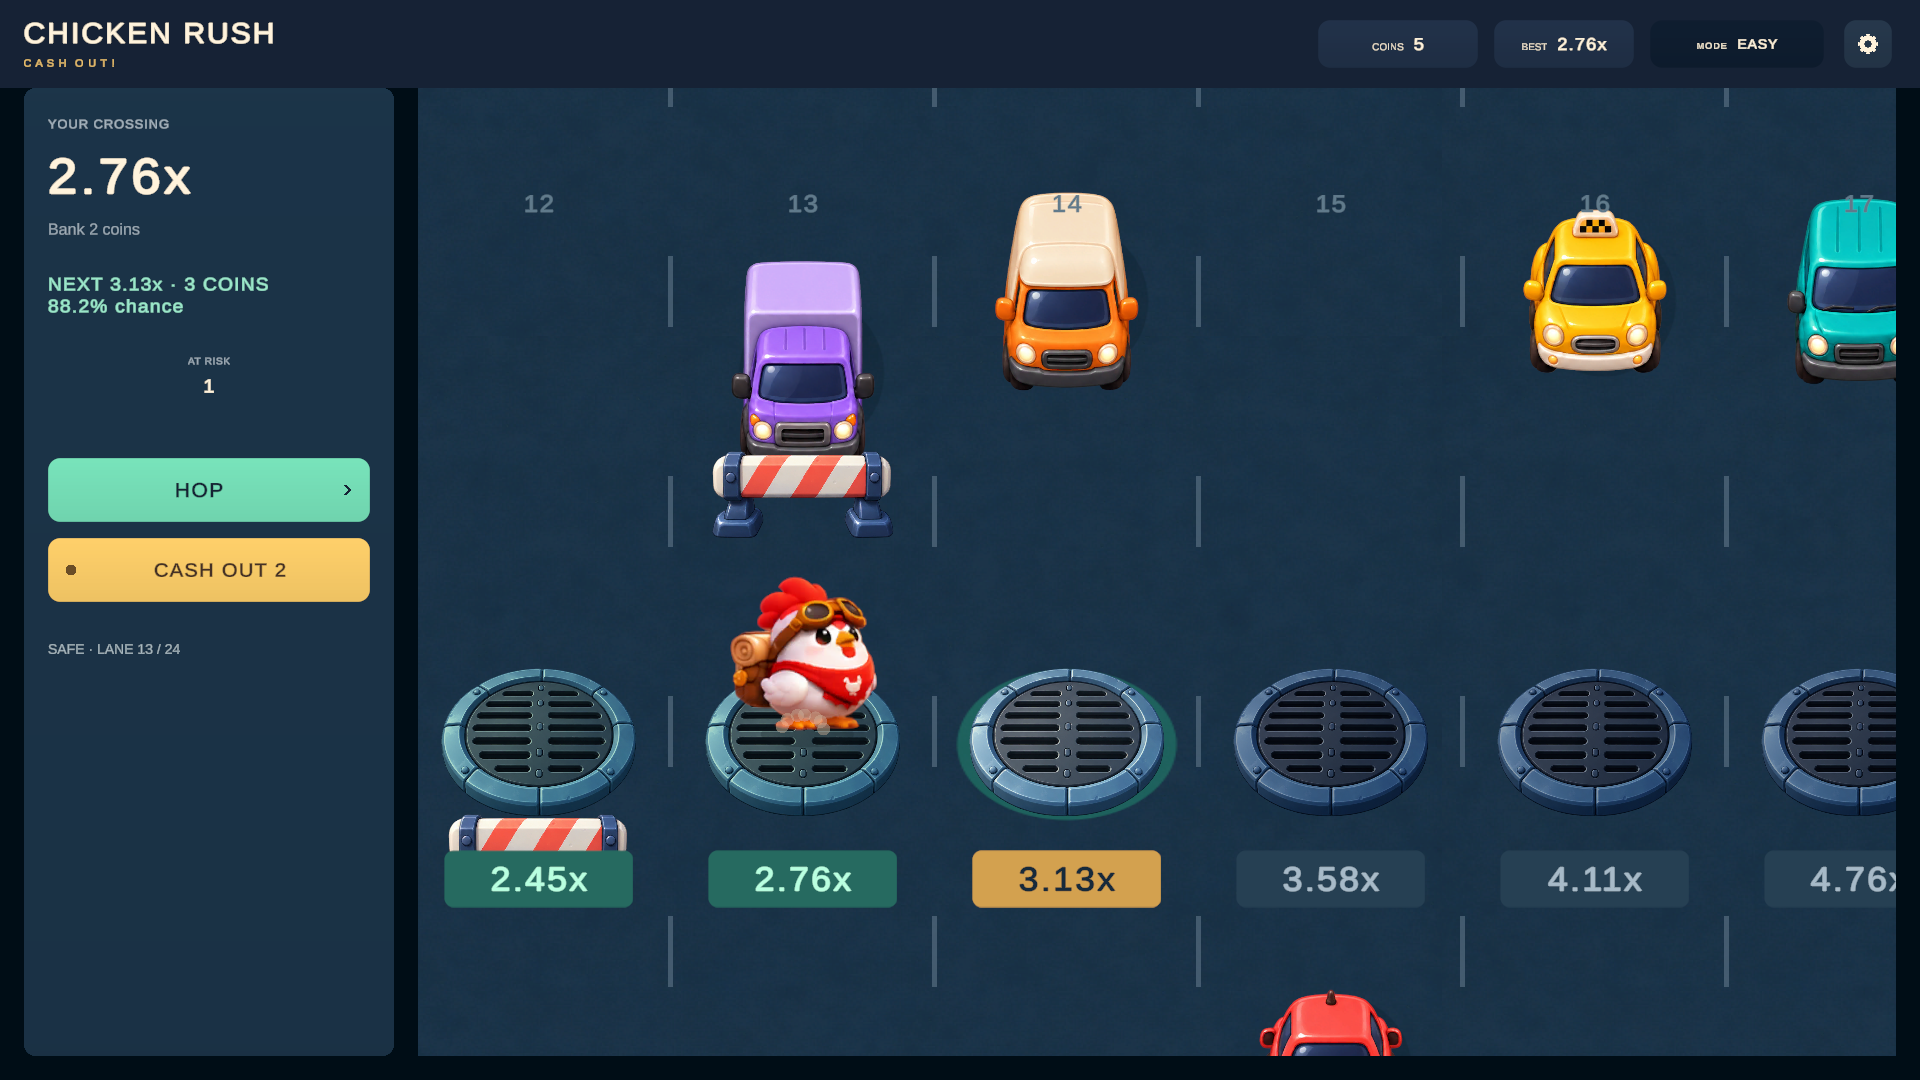 CHICKEN RUSH
CASH OUT!
COINS 5
BEST 2.76x
MODE EASY
YOUR CROSSING
2.76x
Bank 2 coins
NEXT 3.13x · 3 COINS
88.2% chance
AT RISK
1
HOP
CASH OUT 2
SAFE · LANE 13 / 24
12 13 14 15 16 17
2.45x 2.76x 3.13x 3.58x 4.11x 4.76x